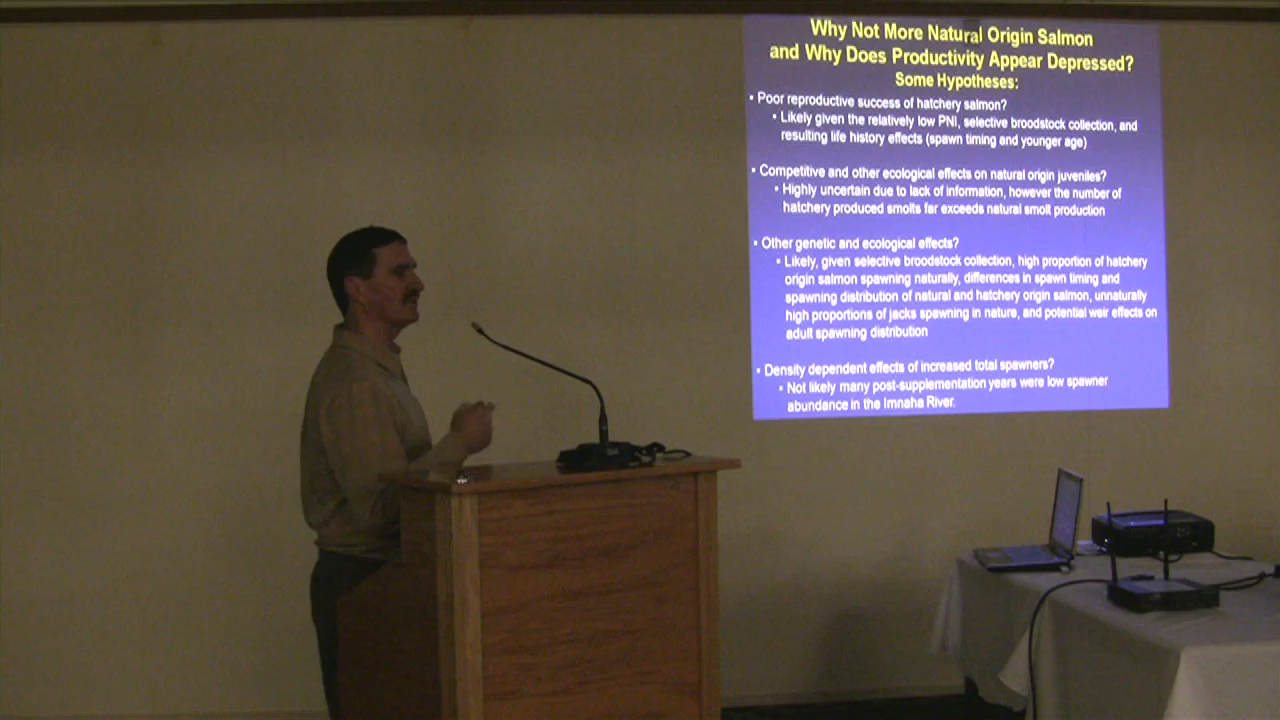 Why Not More Natural Origin Salmon
and Why Does Productivity Appear Depressed?
Some Hypotheses:
• Poor reproductive success of hatchery salmon?
• Likely given the relatively low PNI, selective broodstock collection, and
resulting life history effects (spawn timing and younger age)
• Competitive and other ecological effects on natural origin juveniles?
• Highly uncertain due to lack of information, however the number of
hatchery produced smolts far exceeds natural smolt production
• Other genetic and ecological effects?
• Likely, given selective broodstock collection, high proportion of hatchery
origin salmon spawning naturally, differences in spawn timing and
spawning distribution of natural and hatchery origin salmon, unnaturally
high proportions of jacks spawning in nature, and potential weir effects on
adult spawning distribution
• Density dependent effects of increased total spawners?
• Not likely many post-supplementation years were low spawner
abundance in the Imnaha River.